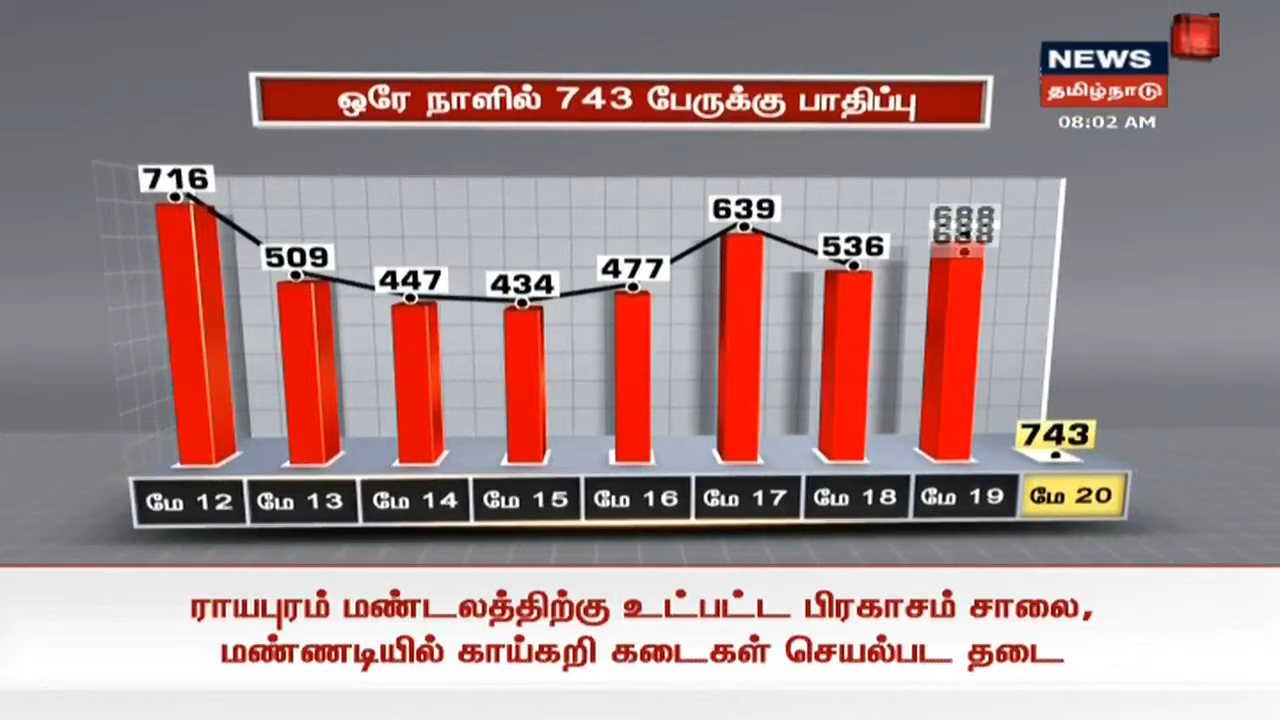 NEWS
தமிழ்நாடு
08:02 AM
ஒரே நாளில் 743 பேருக்கு பாதிப்பு
716
509
447
434
477
639
536
688
743
மே 12
மே 13
மே 14
மே 15
மே 16
மே 17
மே 18
மே 19
மே 20
ராயபுரம் மண்டலத்திற்கு உட்பட்ட பிரகாசம் சாலை,
மண்ணடியில் காய்கறி கடைகள் செயல்பட தடை